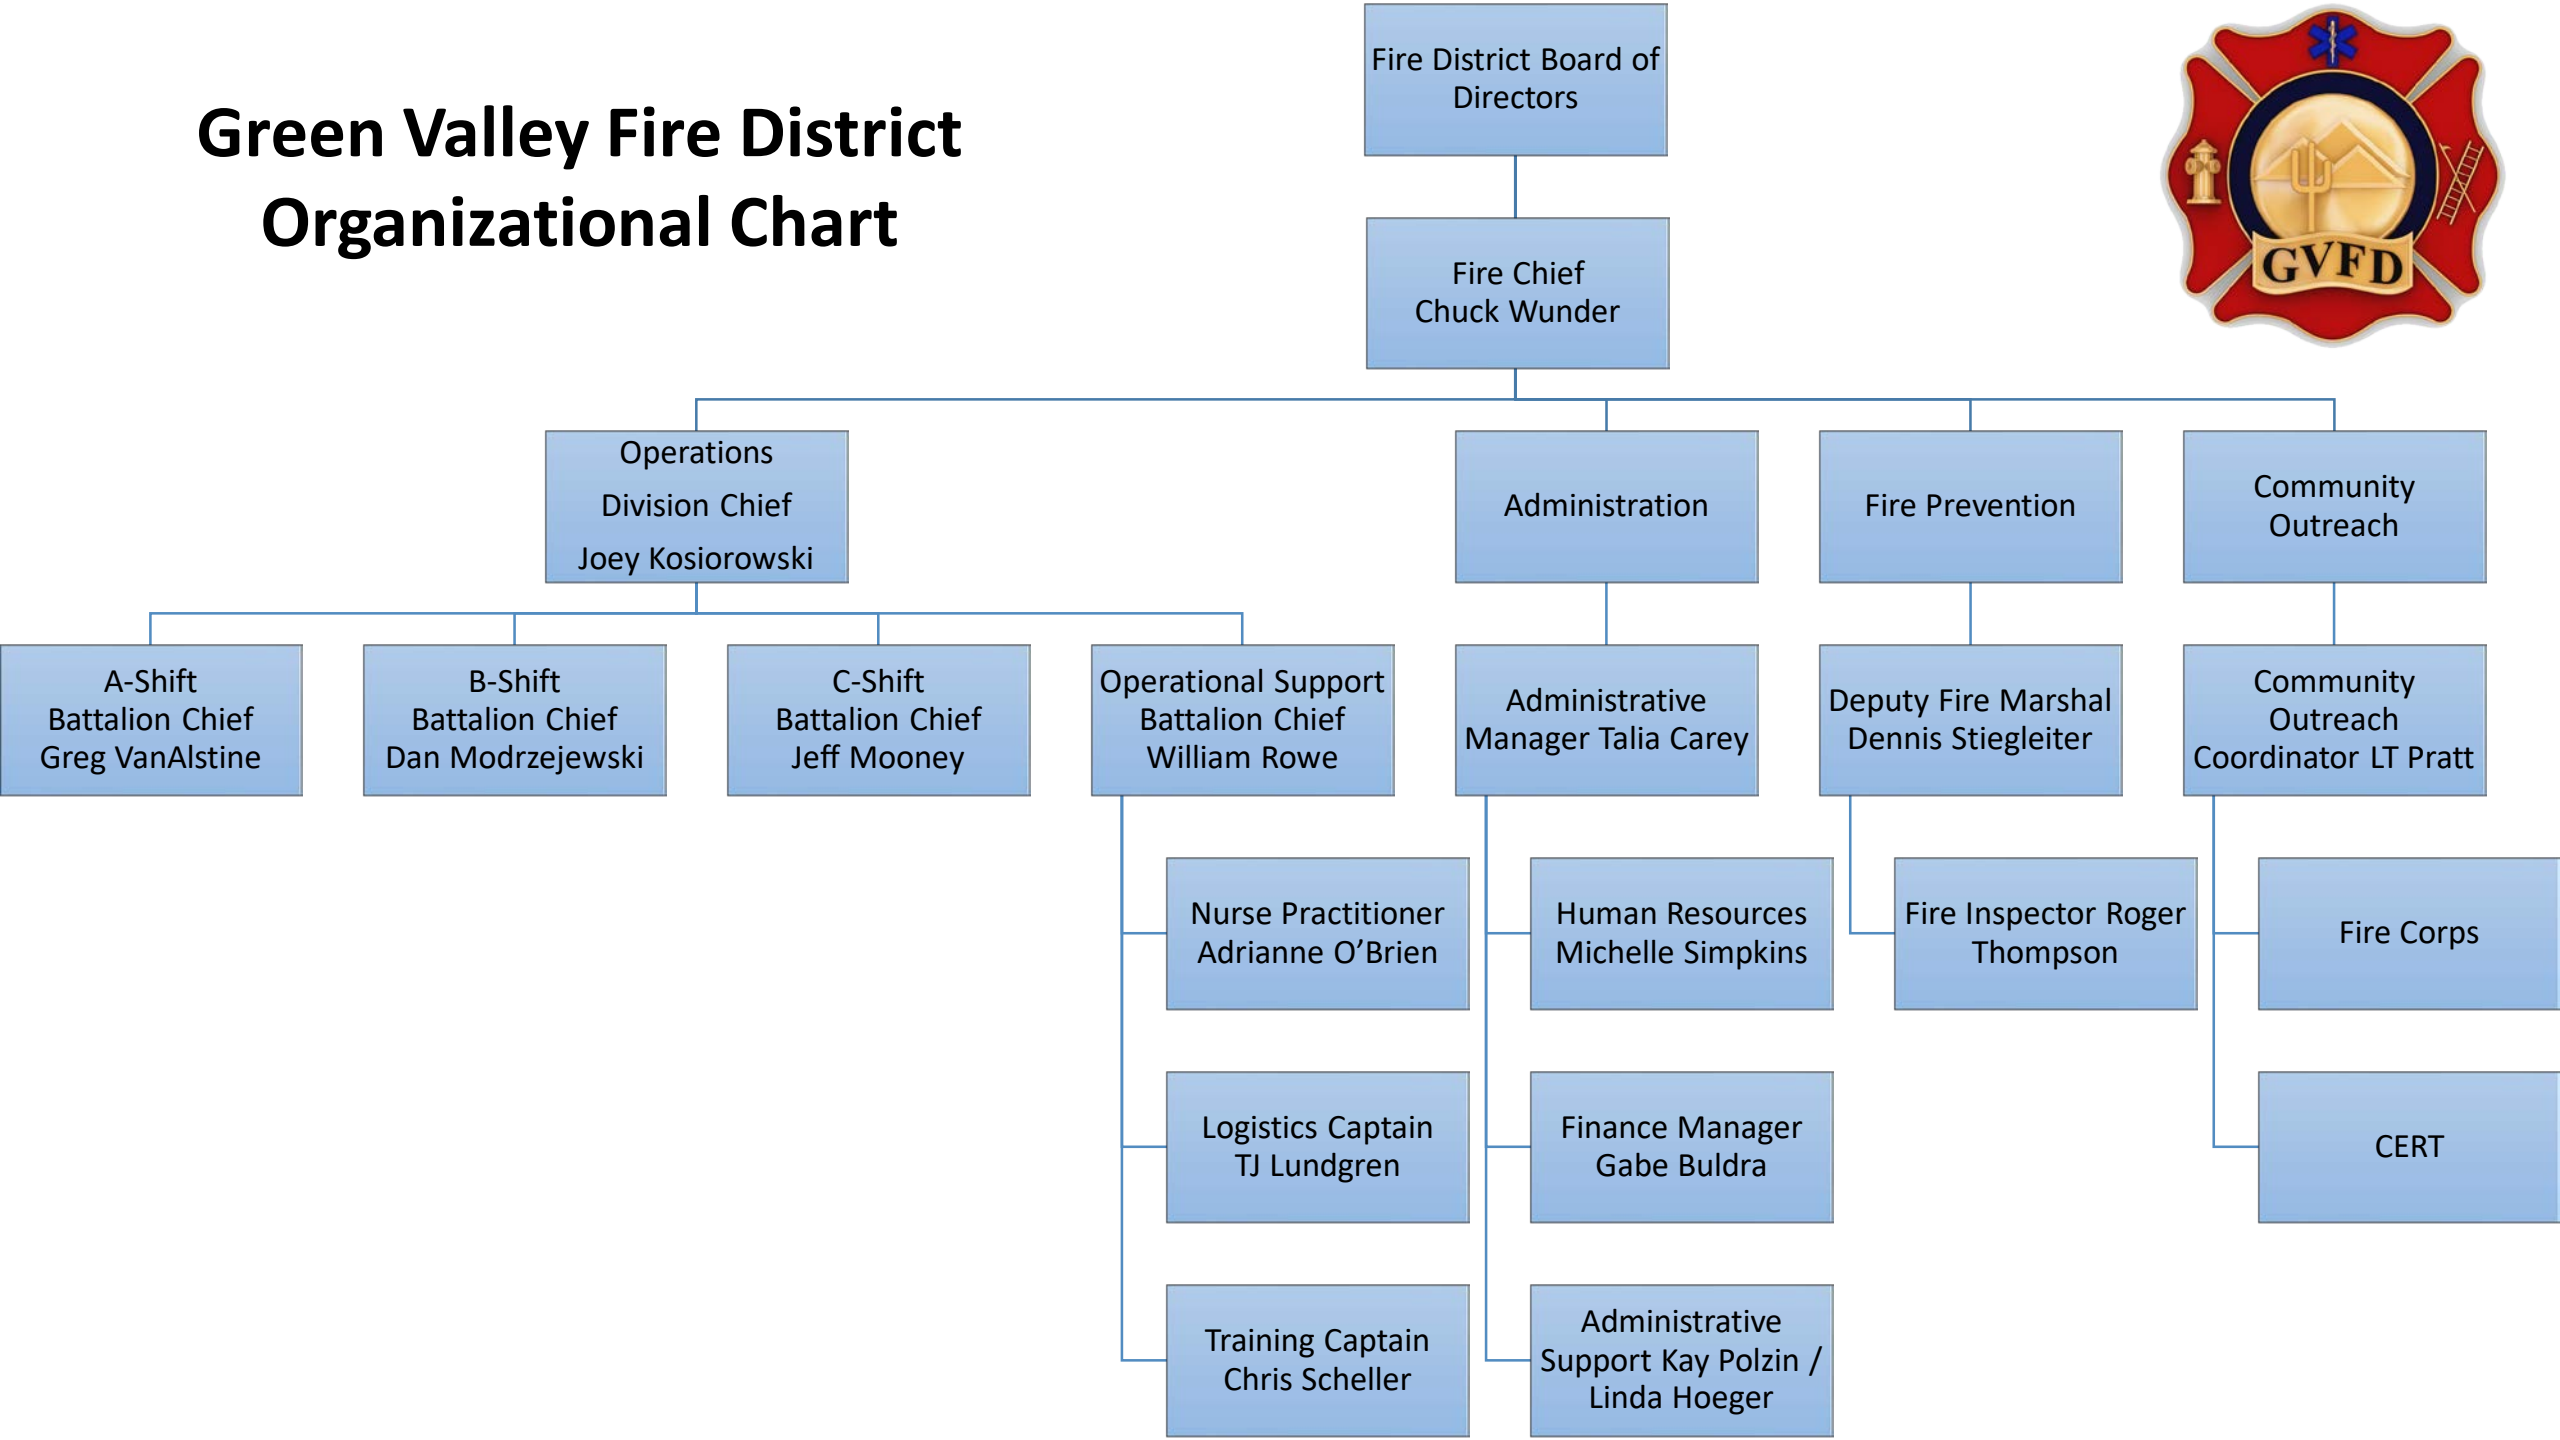 Fire District Board of
Directors
Green Valley Fire District
Organizational Chart
GVFD
Fire Chief
Chuck Wunder
Operations
Division Chief
Joey Kosiorowski
Administration
Fire Prevention
Community
Outreach
A-Shift
Battalion Chief
Greg VanAlstine
B-Shift
Battalion Chief
Dan Modrzejewski
C-Shift
Battalion Chief
Jeff Mooney
Operational Support
Battalion Chief
William Rowe
Administrative
Manager Talia Carey
Deputy Fire Marshal
Dennis Stiegleiter
Community
Outreach
Coordinator LT Pratt
Nurse Practitioner
Adrianne O’Brien
Human Resources
Michelle Simpkins
Fire Inspector Roger
Thompson
Fire Corps
Logistics Captain
TJ Lundgren
Finance Manager
Gabe Buldra
CERT
Training Captain
Chris Scheller
Administrative
Support Kay Polzin /
Linda Hoeger